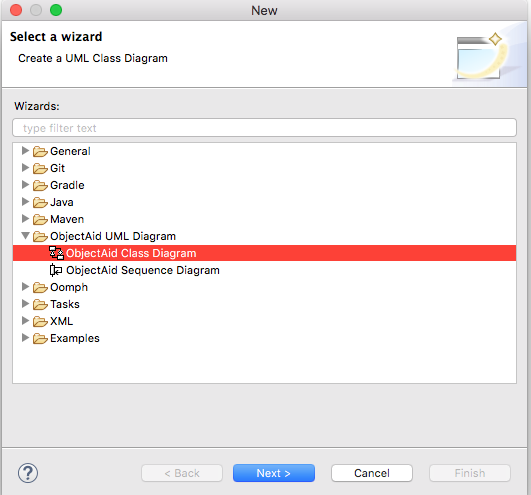 New
Select a wizard
Create a UML Class Diagram
Wizards:
type filter text
General
Git
Gradle
Java
Maven
ObjectAid UML Diagram
ObjectAid Class Diagram
ObjectAid Sequence Diagram
Oomph
Tasks
XML
Examples
? < Back Next > Cancel Finish